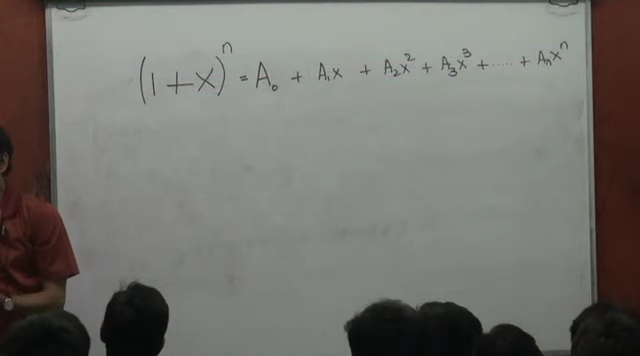 (1+x)^n = A₀ + A₁x + A₂x² + A₃x³ + ..... + Aₙxⁿ